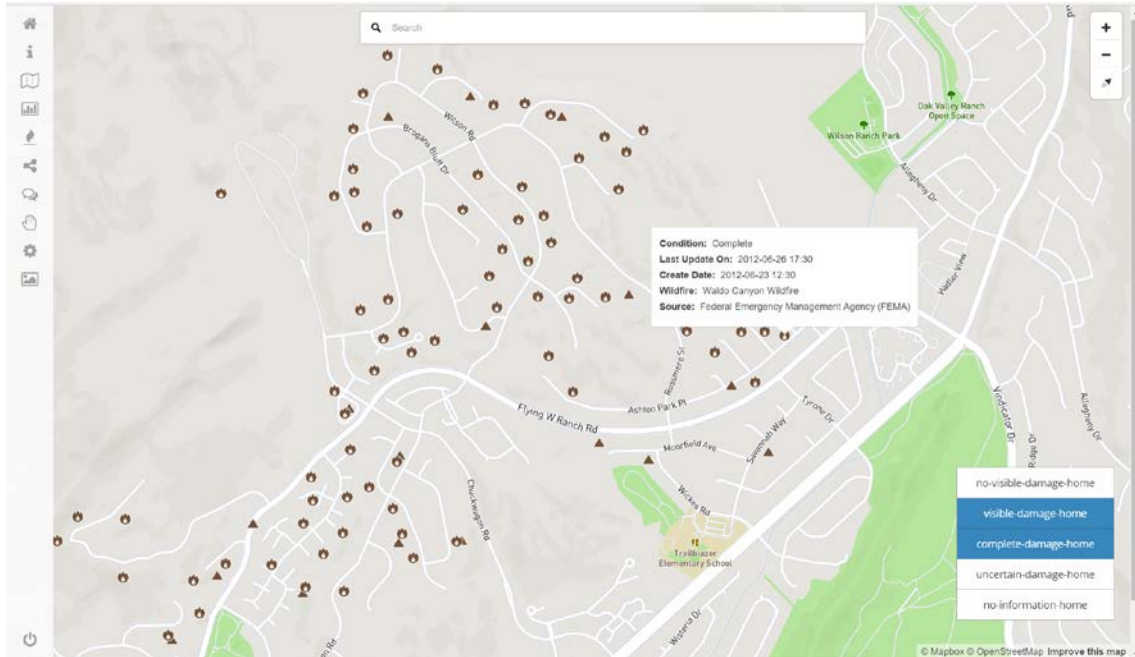 Search
Wilson Rd
Brogans Bluff Dr
Wilson Ranch Park
Oak Valley Ranch
Open Space
Allegheny Dr
Condition: Complete
Last Update On: 2012-06-26 17:30
Create Date: 2012-06-23 12:30
Wildfire: Waldo Canyon Wildfire
Source: Federal Emergency Management Agency (FEMA)
Hadler View
Rossmere St
Ashton Park Pl
Flying W Ranch Rd
Tyrone Dr
Savannah Way
Moorfield Ave
Vindicator Dr
Allegheny Dr
Chuckwagon Rd
Wickes Rd
Trailblazer
Elementary School
no-visible-damage-home
visible-damage-home
complete-damage-home
uncertain-damage-home
no-information-home
Wisteria Dr
© Mapbox © OpenStreetMap Improve this map